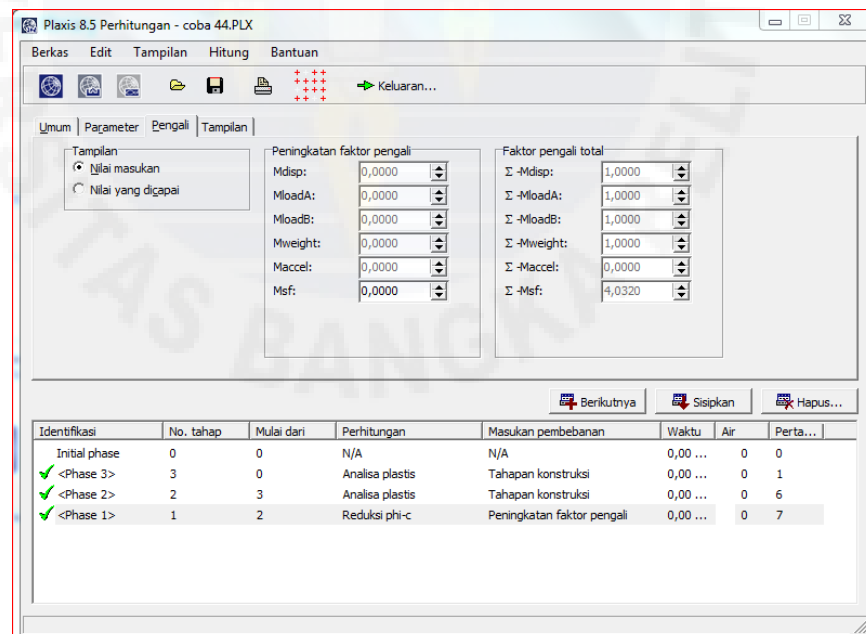 Plaxis 8.5 Perhitungan - coba 44.PLX
Berkas Edit Tampilan Hitung Bantuan
Keluaran...
Umum Parameter Pengali Tampilan
Tampilan
Nilai masukan
Nilai yang dicapai
Peningkatan faktor pengali
Mdisp: 0,0000
MloadA: 0,0000
MloadB: 0,0000
Mweight: 0,0000
Maccel: 0,0000
Msf: 0,0000
Faktor pengali total
Σ -Mdisp: 1,0000
Σ -MloadA: 1,0000
Σ -MloadB: 1,0000
Σ -Mweight: 1,0000
Σ -Maccel: 0,0000
Σ -Msf: 4,0320
Berikutnya Sisipkan Hapus...
Identifikasi No. tahap Mulai dari Perhitungan Masukan pembebanan Waktu Air Perta...
Initial phase 0 0 N/A N/A 0,00 ... 0 0
<Phase 3> 3 0 Analisa plastis Tahapan konstruksi 0,00 ... 0 1
<Phase 2> 2 3 Analisa plastis Tahapan konstruksi 0,00 ... 0 6
<Phase 1> 1 2 Reduksi phi-c Peningkatan faktor pengali 0,00 ... 0 7
BANGKA